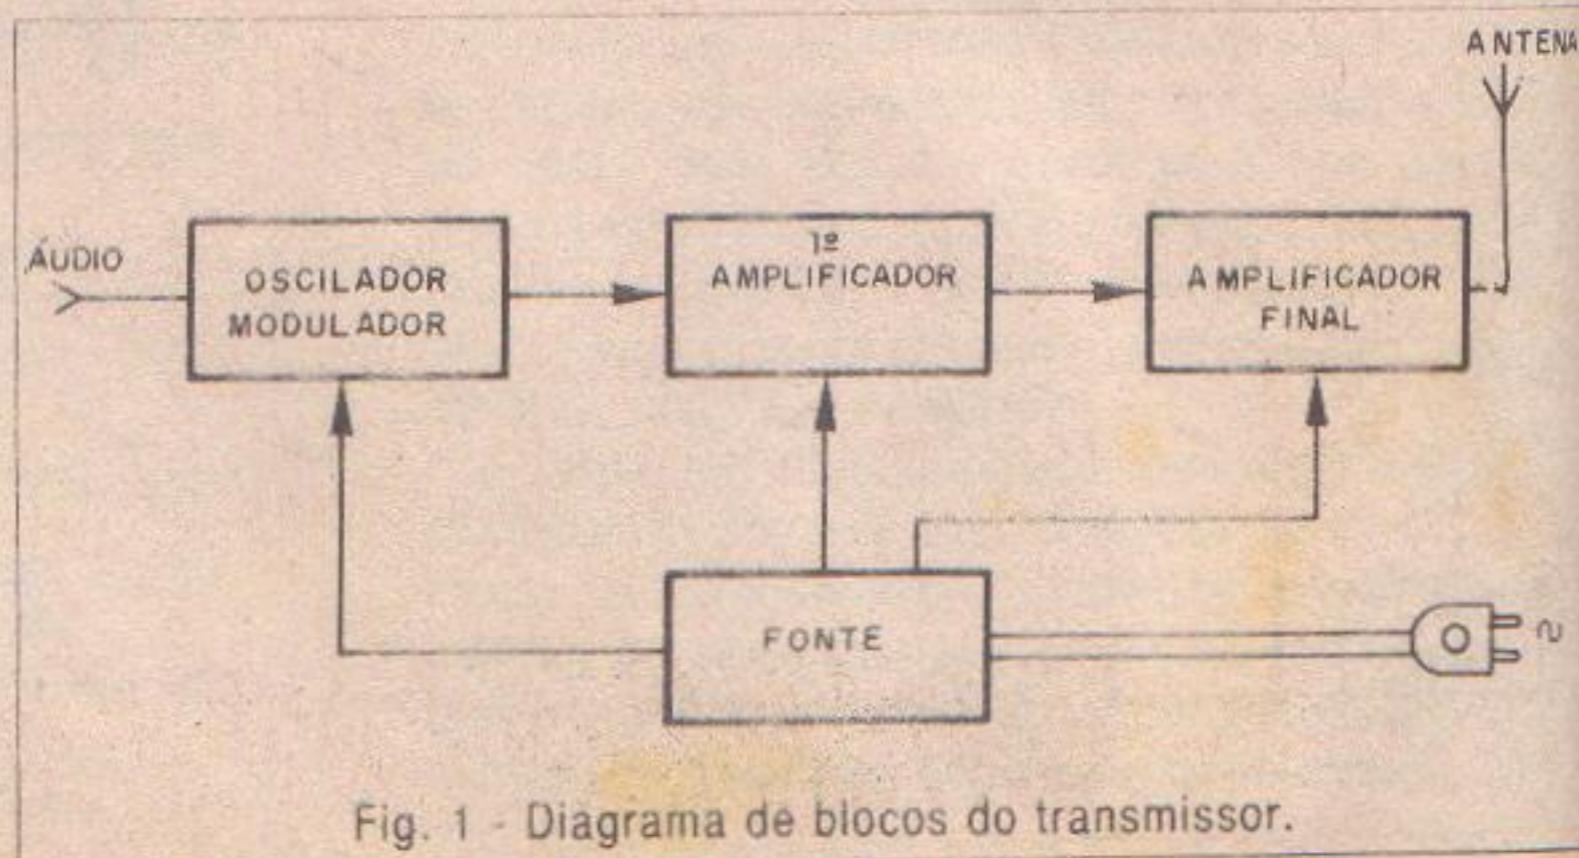 ANTENA
ÁUDIO
OSCILADOR
MODULADOR
1º
AMPLIFICADOR
AMPLIFICADOR
FINAL
FONTE
Fig. 1 - Diagrama de blocos do transmissor.